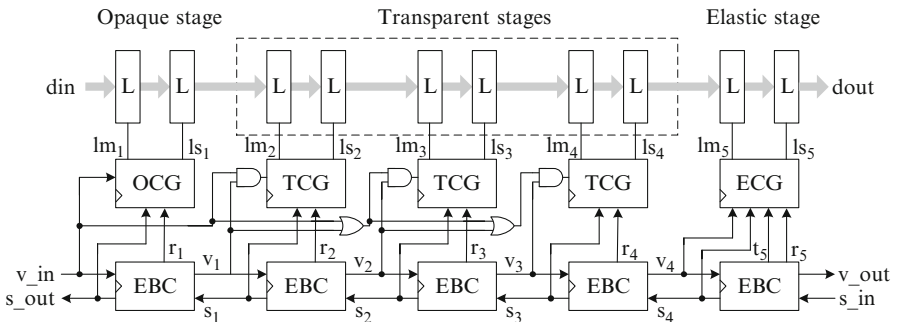 Opaque stage Transparent stages Elastic stage
din L L L L L L L L L L dout
lm1 ls1 lm2 ls2 lm3 ls3 lm4 ls4 lm5 ls5
OCG TCG TCG TCG ECG
r1 r2 r3 r4 t5 r5
v_in v1 v2 v3 v4 v_out
EBC EBC EBC EBC EBC
s_out s1 s2 s3 s4 s_in